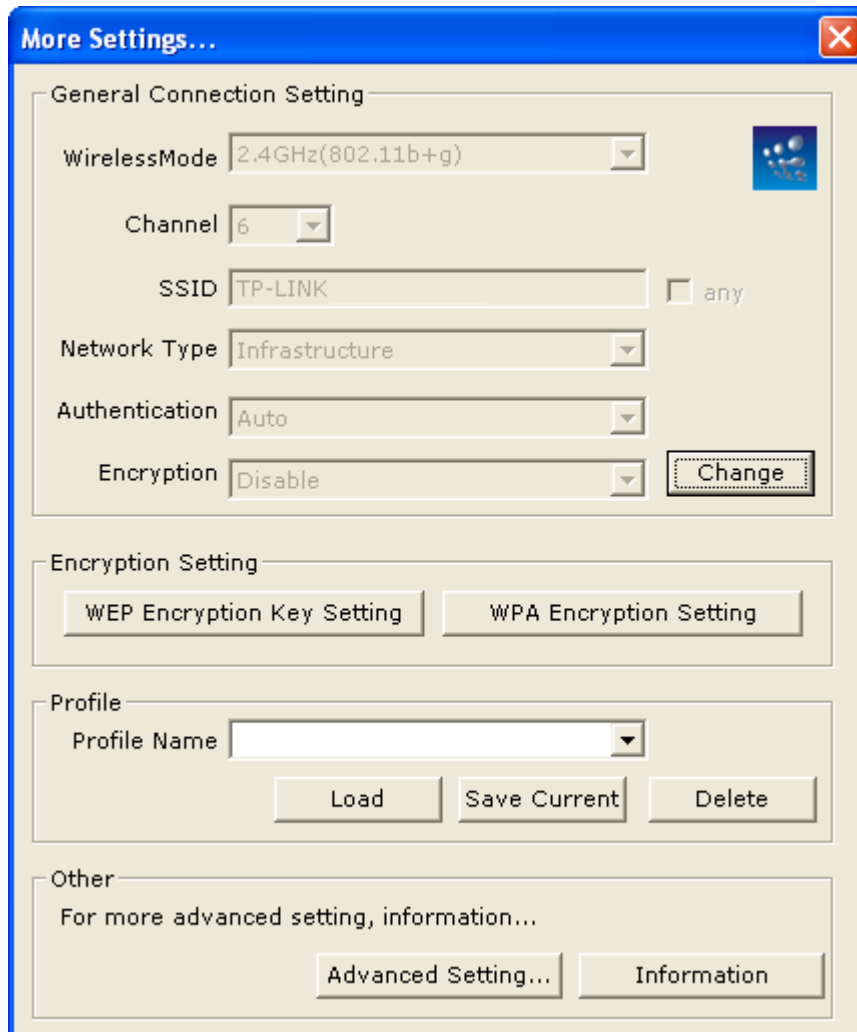 More Settings...
General Connection Setting
WirelessMode 2.4GHz(802.11b+g)
Channel 6
SSID TP-LINK any
Network Type Infrastructure
Authentication Auto
Encryption Disable Change
Encryption Setting
WEP Encryption Key Setting WPA Encryption Setting
Profile
Profile Name
Load Save Current Delete
Other
For more advanced setting, information...
Advanced Setting... Information